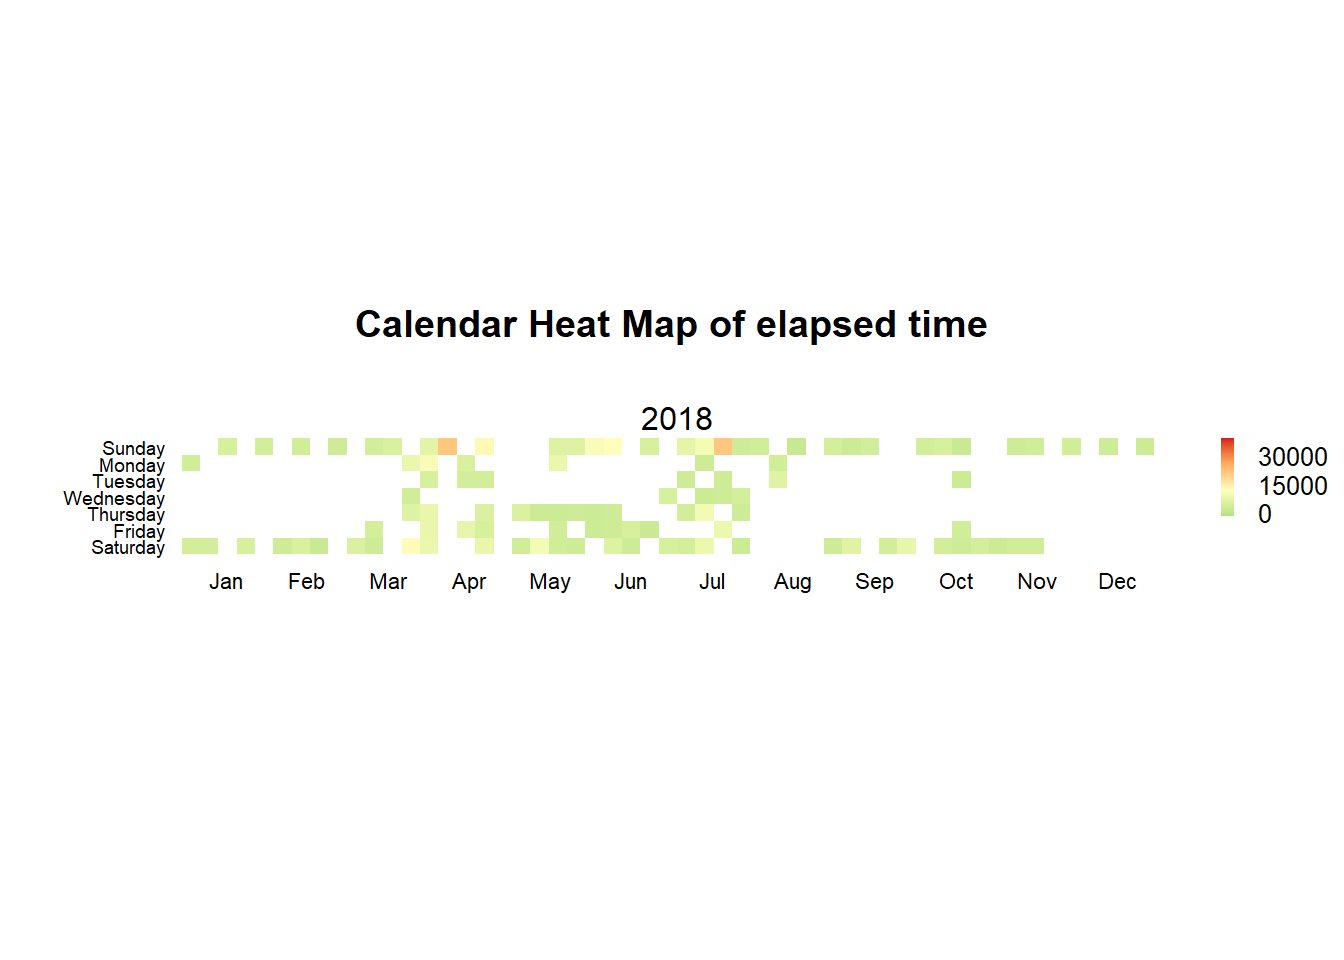 Calendar Heat Map of elapsed time
2018
Sunday
Monday
Tuesday
Wednesday
Thursday
Friday
Saturday
Jan Feb Mar Apr May Jun Jul Aug Sep Oct Nov Dec
30000
15000
0